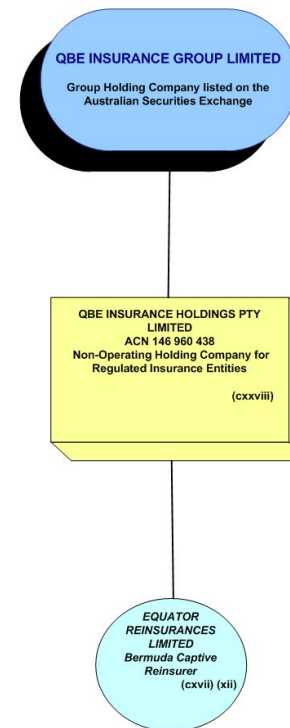 QBE INSURANCE GROUP LIMITED
Group Holding Company listed on the
Australian Securities Exchange
QBE INSURANCE HOLDINGS PTY
LIMITED
ACN 146 960 438
Non-Operating Holding Company for
Regulated Insurance Entities
(cxxviii)
EQUATOR
REINSURANCES
LIMITED
Bermuda Captive
Reinsurer
(cxvii) (xii)